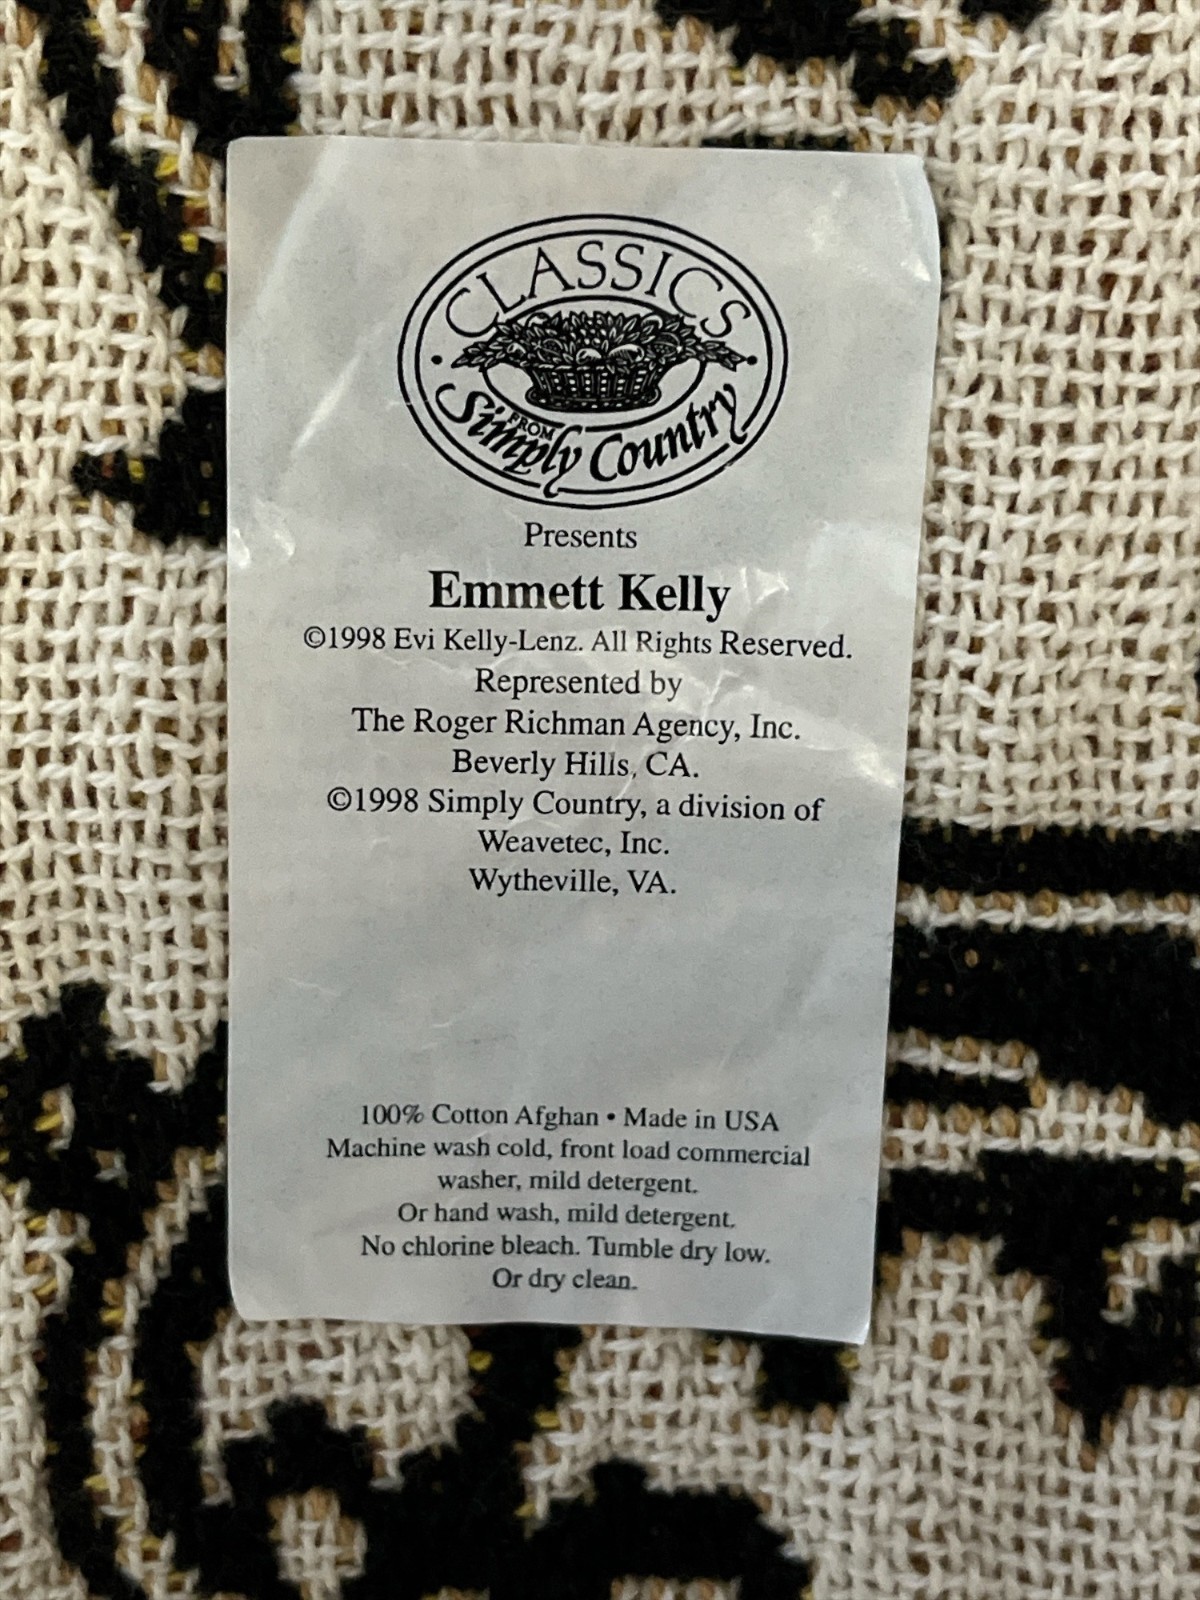 CLASSICS
FROM
Simply Country
Presents
Emmett Kelly
©1998 Evi Kelly-Lenz. All Rights Reserved.
Represented by
The Roger Richman Agency, Inc.
Beverly Hills, CA.
©1998 Simply Country, a division of
Weavetec, Inc.
Wytheville, VA.
100% Cotton Afghan • Made in USA
Machine wash cold, front load commercial
washer, mild detergent.
Or hand wash, mild detergent.
No chlorine bleach. Tumble dry low.
Or dry clean.